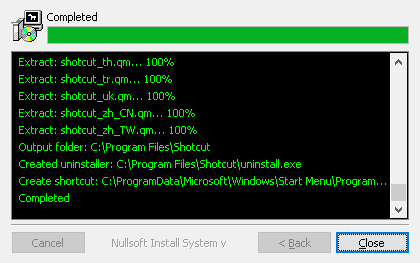 Completed
Extract: shotcut_th.qm... 100%
Extract: shotcut_tr.qm... 100%
Extract: shotcut_uk.qm... 100%
Extract: shotcut_zh_CN.qm... 100%
Extract: shotcut_zh_TW.qm... 100%
Output folder: C:\Program Files\Shotcut
Created uninstaller: C:\Program Files\Shotcut\uninstall.exe
Create shortcut: C:\ProgramData\Microsoft\Windows\Start Menu\Program...
Completed
Cancel
Nullsoft Install System v
< Back
Close